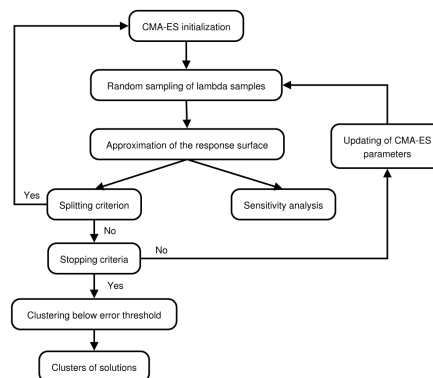 CMA-ES initialization
Random sampling of lambda samples
Approximation of the response surface
Updating of CMA-ES
parameters
Yes
Splitting criterion
Sensitivity analysis
No
No
Stopping criteria
Yes
Clustering below error threshold
Clusters of solutions